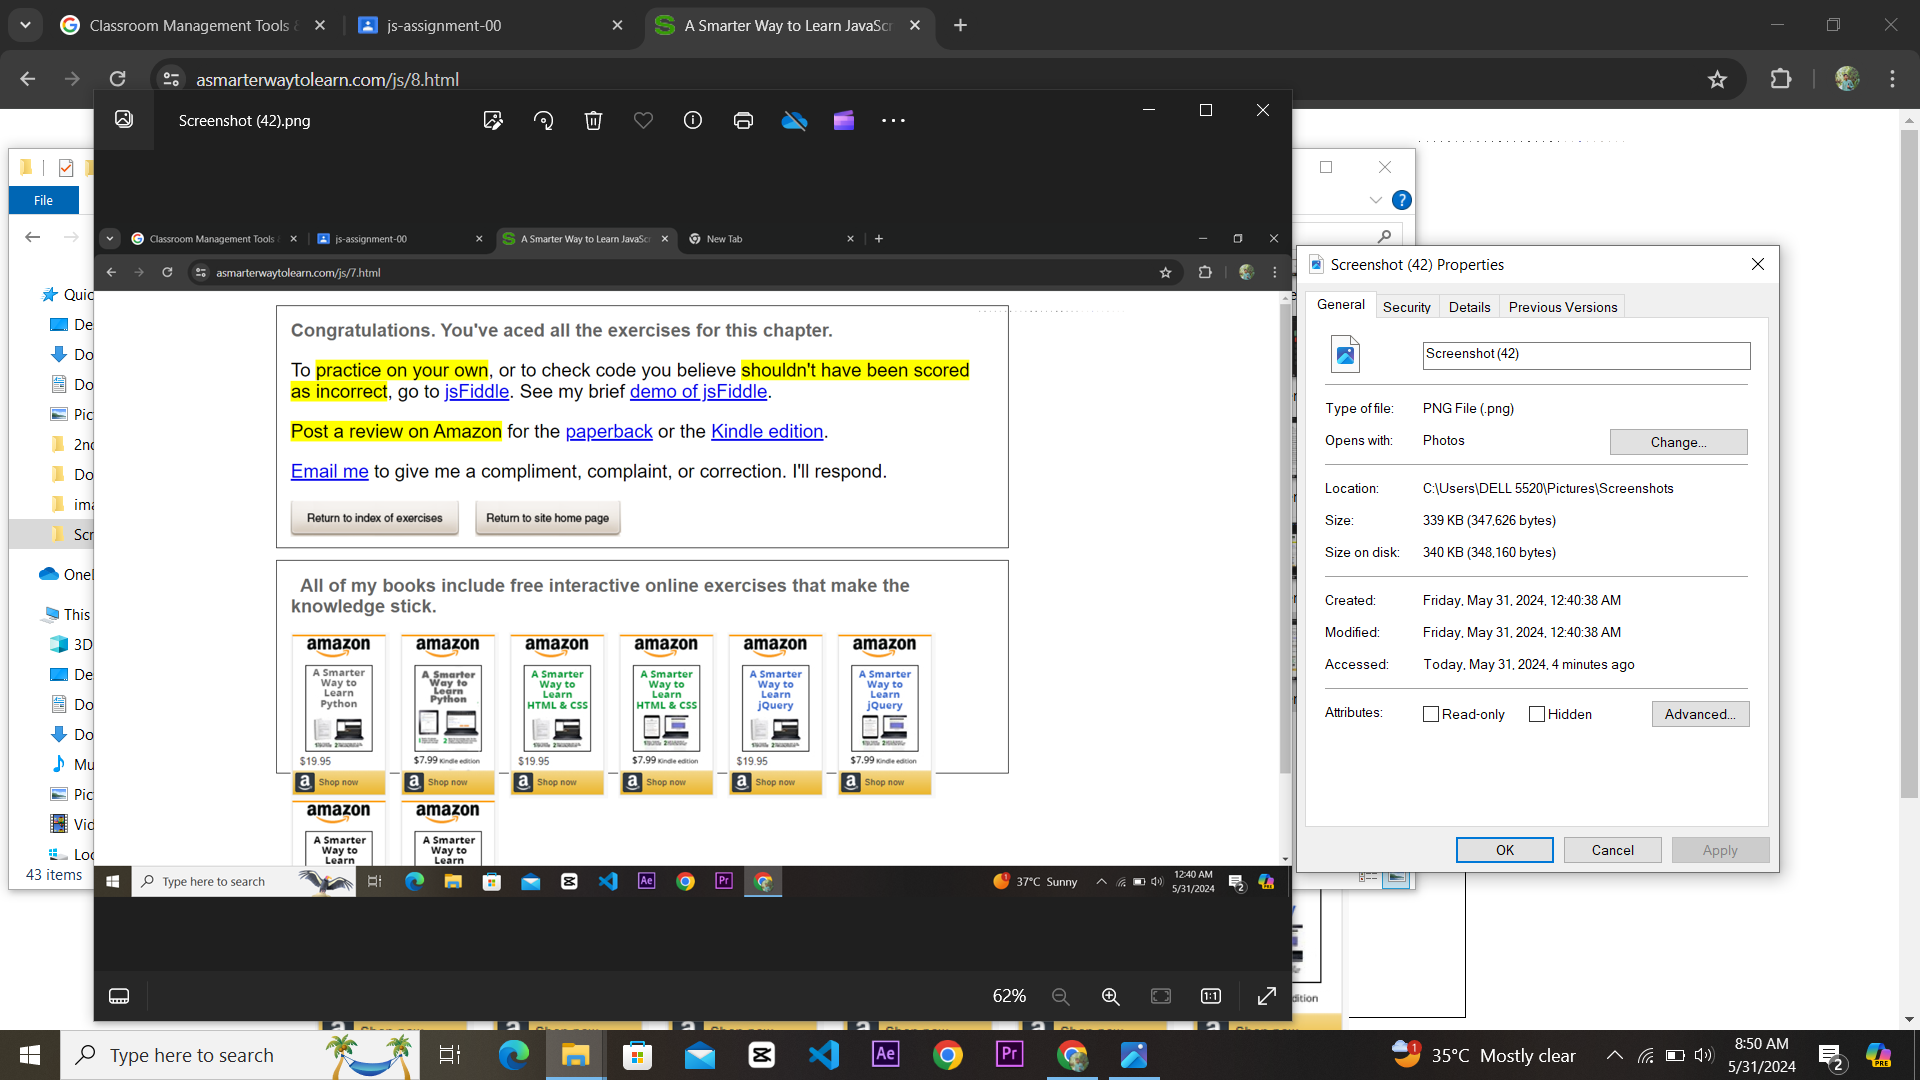 Classroom Management Tools &
js-assignment-00
A Smarter Way to Learn JavaScr
asmarterwaytolearn.com/js/8.html
Screenshot (42).png
File
Quic
De
Do
Do
Pict
2nd
Do
ima
Scr
OneD
This
3D
De
Do
Do
Mu
Pic
Vid
Loc
43 items
Classroom Management Tools &
js-assignment-00
A Smarter Way to Learn JavaScr
New Tab
asmarterwaytolearn.com/js/7.html
Congratulations. You've aced all the exercises for this chapter.
To practice on your own, or to check code you believe shouldn't have been scored
as incorrect, go to jsFiddle. See my brief demo of jsFiddle.
Post a review on Amazon for the paperback or the Kindle edition.
Email me to give me a compliment, complaint, or correction. I'll respond.
Return to index of exercises
Return to site home page
All of my books include free interactive online exercises that make the
knowledge stick.
amazon amazon amazon amazon amazon amazon
A Smarter Way to Learn Python
A Smarter Way to Learn Python
A Smarter Way to Learn HTML & CSS
A Smarter Way to Learn HTML & CSS
A Smarter Way to Learn jQuery
A Smarter Way to Learn jQuery
$19.95 $7.99 Kindle edition $19.95 $7.99 Kindle edition $19.95 $7.99 Kindle edition
Shop now Shop now Shop now Shop now Shop now Shop now
amazon amazon
A Smarter Way to Learn
A Smarter Way to Learn
Type here to search
37°C Sunny
12:40 AM
5/31/2024
2
62%
1:1
Screenshot (42) Properties
General
Security
Details
Previous Versions
Screenshot (42)
Type of file: PNG File (.png)
Opens with: Photos
Change...
Location: C:\Users\DELL 5520\Pictures\Screenshots
Size: 339 KB (347,626 bytes)
Size on disk: 340 KB (348,160 bytes)
Created: Friday, May 31, 2024, 12:40:38 AM
Modified: Friday, May 31, 2024, 12:40:38 AM
Accessed: Today, May 31, 2024, 4 minutes ago
Attributes: Read-only Hidden
Advanced...
OK
Cancel
Apply
dition
Type here to search
Ae
Pr
1
35°C Mostly clear
8:50 AM
5/31/2024
2
PRE